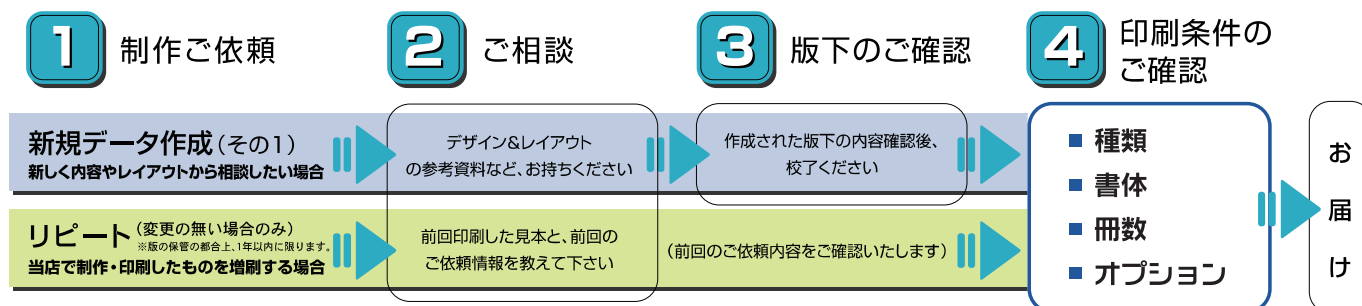 1 制作ご依頼
2 ご相談
3 版下のご確認
4 印刷条件の
ご確認
新規データ作成(その1)
新しく内容やレイアウトから相談したい場合
デザイン&レイアウト
の参考資料など、お持ちください
作成された版下の内容確認後、
校了ください
リピート(変更の無い場合のみ)
※版の保管の都合上、1年以内に限ります。
当店で制作・印刷したものを増刷する場合
前回印刷した見本と、前回の
ご依頼情報を教えて下さい
(前回のご依頼内容をご確認いたします)
■ 種類
■ 書体
■ 冊数
■ オプション
お届け